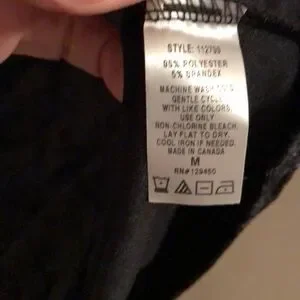 STYLE: 112799
95% POLYESTER
5% SPANDEX
MACHINE WASH COLD
GENTLE CYCLE
WITH LIKE COLORS.
USE ONLY
NON-CHLORINE BLEACH.
LAY FLAT TO DRY.
COOL IRON IF NEEDED.
MADE IN CANADA
M
RN#129460